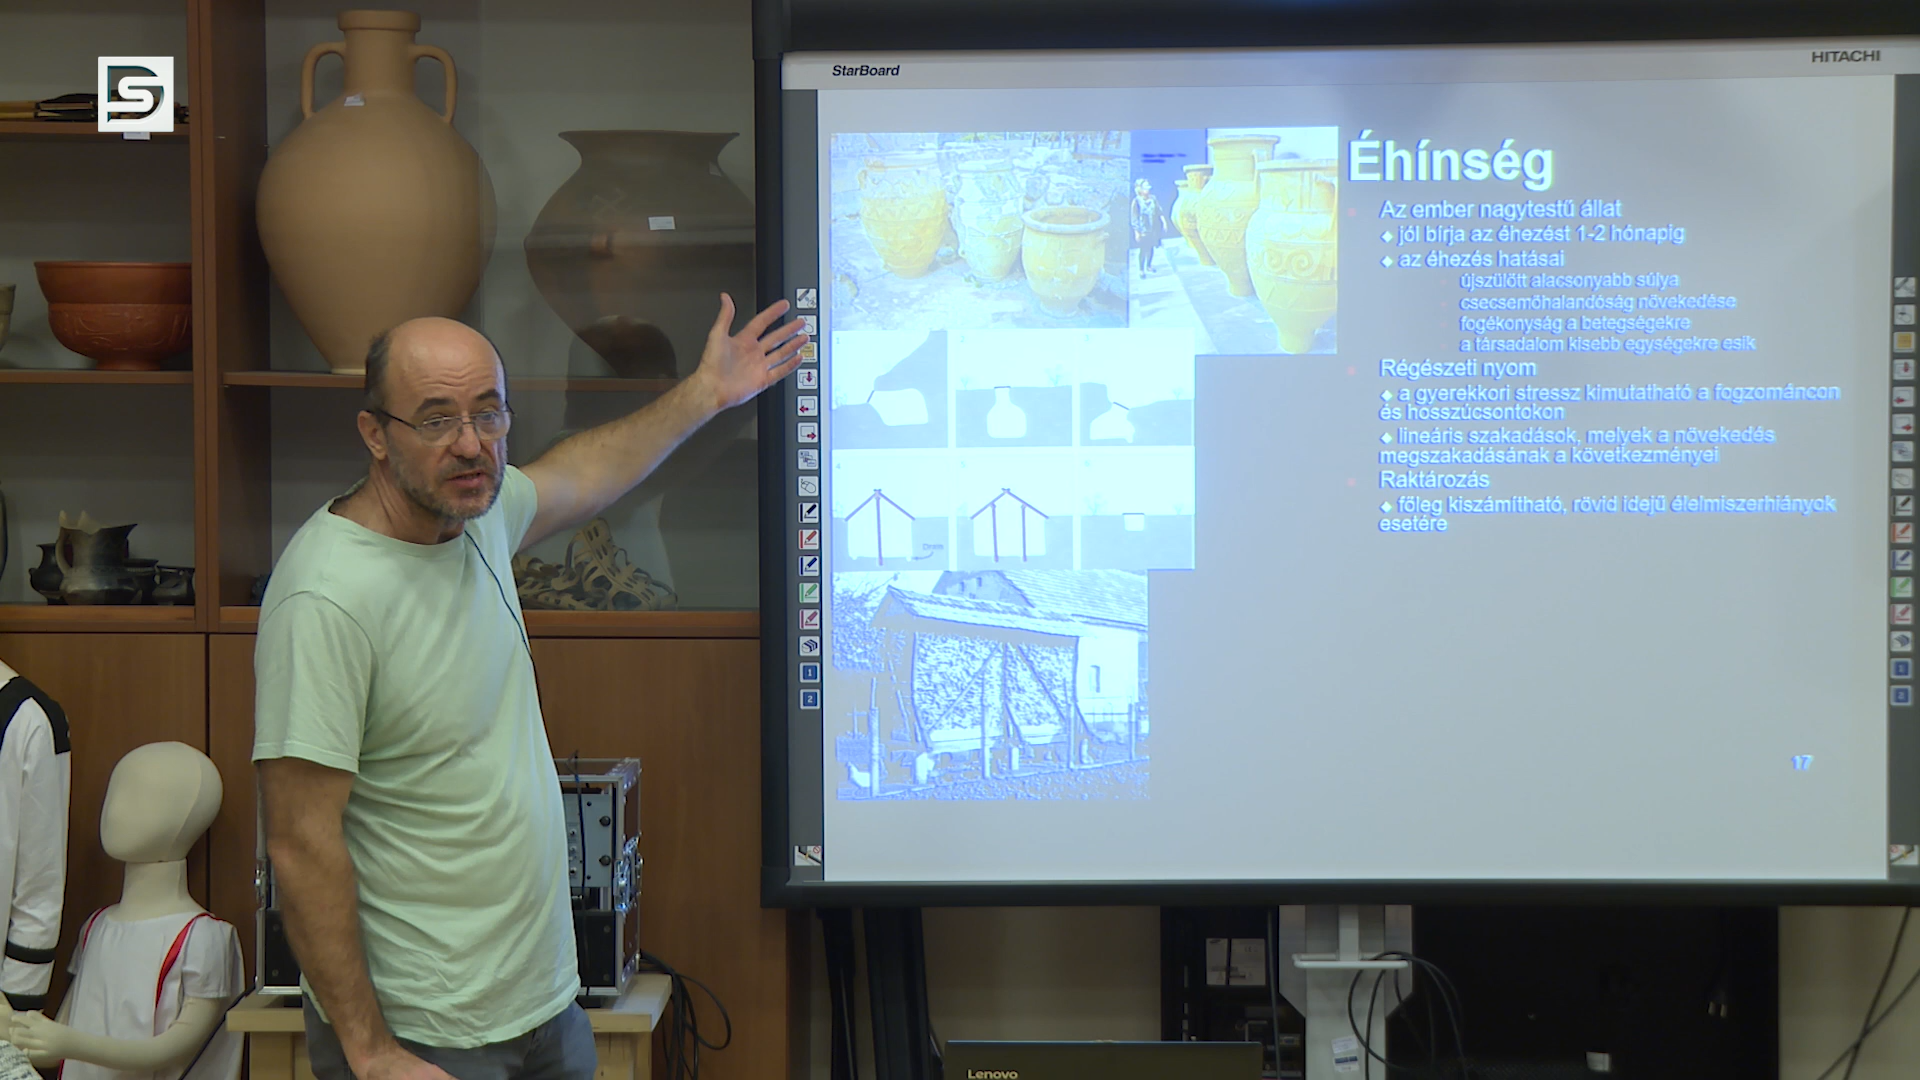 StarBoard
HITACHI
Éhínség
Az ember nagytestű állat
jól bírja az éhezést 1-2 hónapig
az éhezés hatásai
újszülött alacsonyabb súlya
csecsemőhalandóság növekedése
fogékonyság a betegségekre
a társadalom kisebb egységekre esik
Régészeti nyom
a gyerekkori stressz kimutatható a fogzománcon
és hosszúcsontokon
lineáris szakadások, melyek a növekedés
megszakadásának a következményei
Raktározás
főleg kiszámítható, rövid idejű élelmiszerhiányok
esetére
17
Lenovo